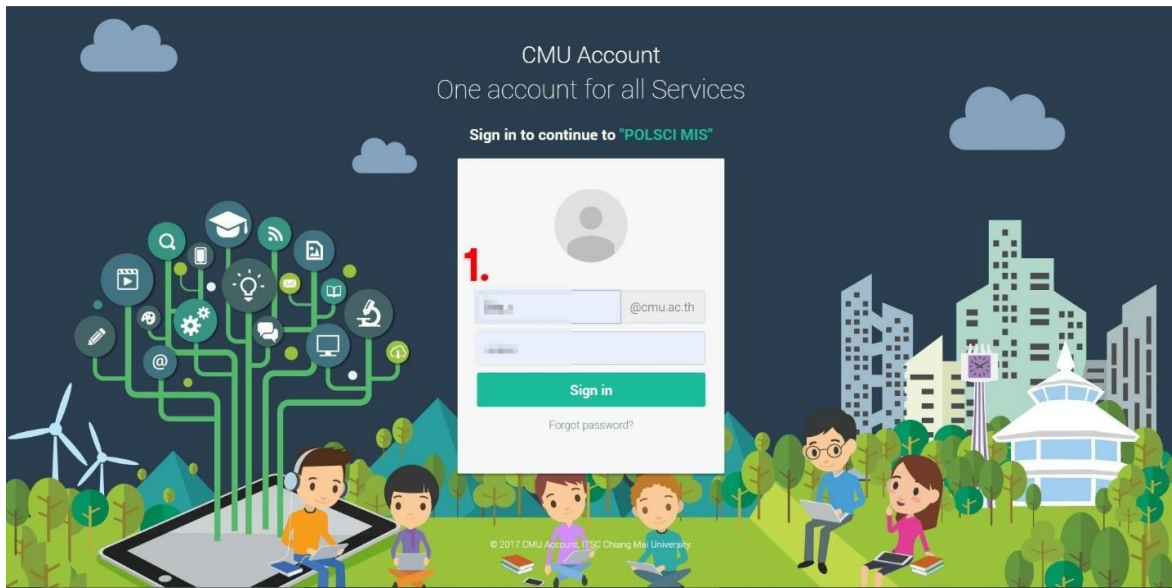 CMU Account
One account for all Services
Sign in to continue to "POLSCI MIS"
1.
@cmu.ac.th
Sign in
Forgot password?
@
© 2017 CMU Account, ITSC Chiang Mai University.